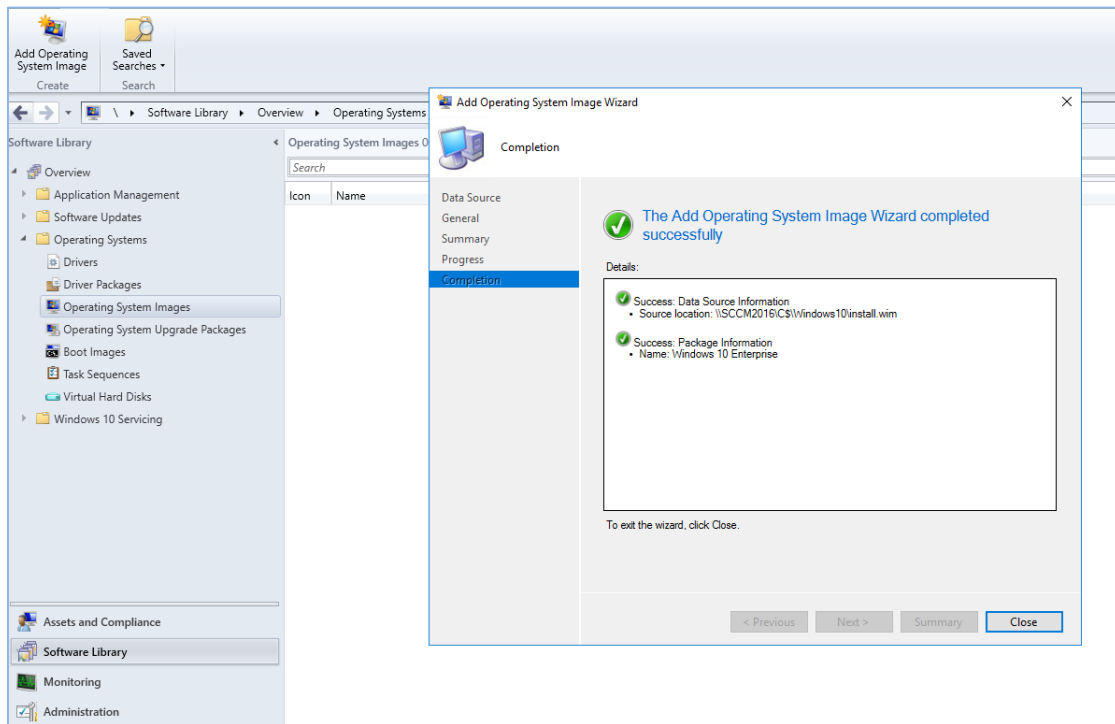 Add Operating
System Image
Saved
Searches
Create
Search
\ Software Library Overview Operating Systems
Software Library
Overview
Application Management
Software Updates
Operating Systems
Drivers
Driver Packages
Operating System Images
Operating System Upgrade Packages
Boot Images
Task Sequences
Virtual Hard Disks
Windows 10 Servicing
Assets and Compliance
Software Library
Monitoring
Administration
Operating System Images 0
Search
Icon Name
Add Operating System Image Wizard
Completion
Data Source
General
Summary
Progress
Completion
The Add Operating System Image Wizard completed
successfully
Details:
Success: Data Source Information
• Source location: \\SCCM2016\C$\Windows10\install.wim
Success: Package Information
• Name: Windows 10 Enterprise
To exit the wizard, click Close.
< Previous
Next >
Summary
Close